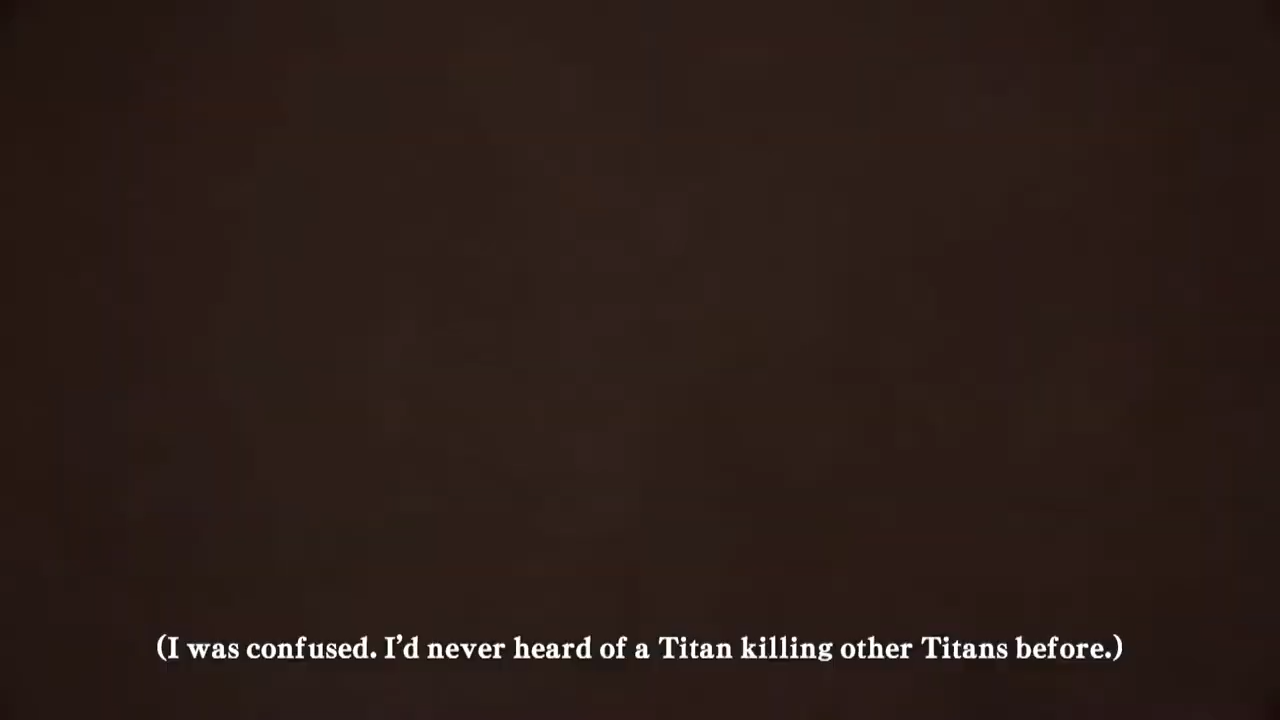 (I was confused. I’d never heard of a Titan killing other Titans before.)